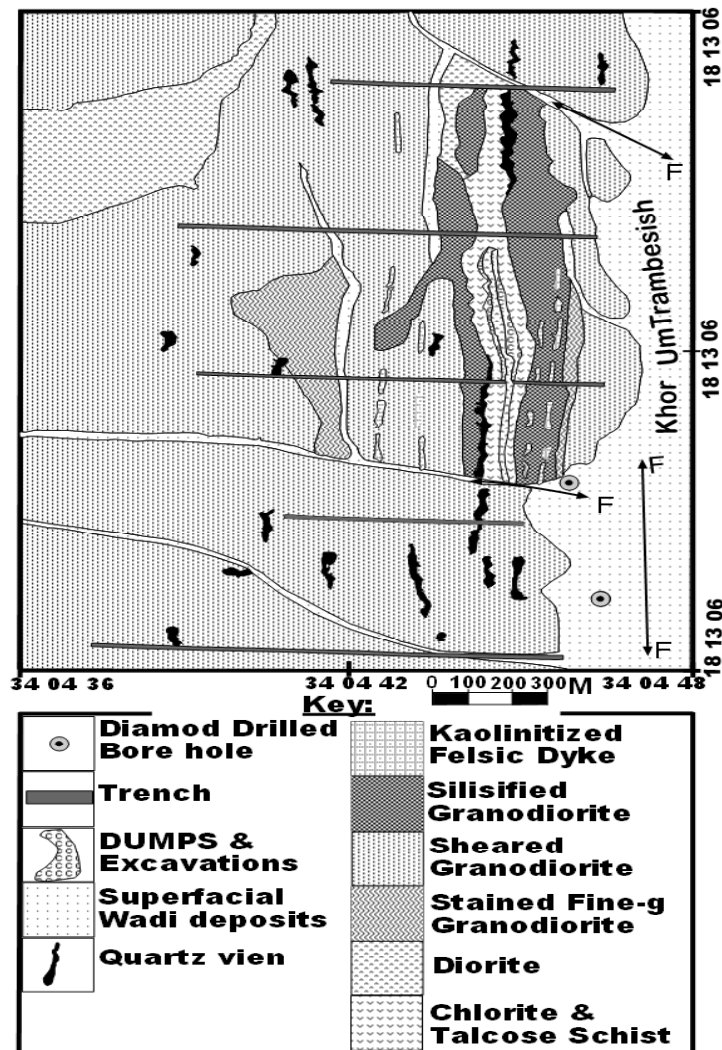 18 13 06
F
Khor UmTrambesish
18 13 06
F
F
F
18 13 06
34 04 36
34 04 42
0 100 200 300 M
34 04 48
Key:
Diamod Drilled
Bore hole
Trench
DUMPS &
Excavations
Superfacial
Wadi deposits
Quartz vien
Kaolinitized
Felsic Dyke
Silisified
Granodiorite
Sheared
Granodiorite
Stained Fine-g
Granodiorite
Diorite
Chlorite &
Talcose Schist